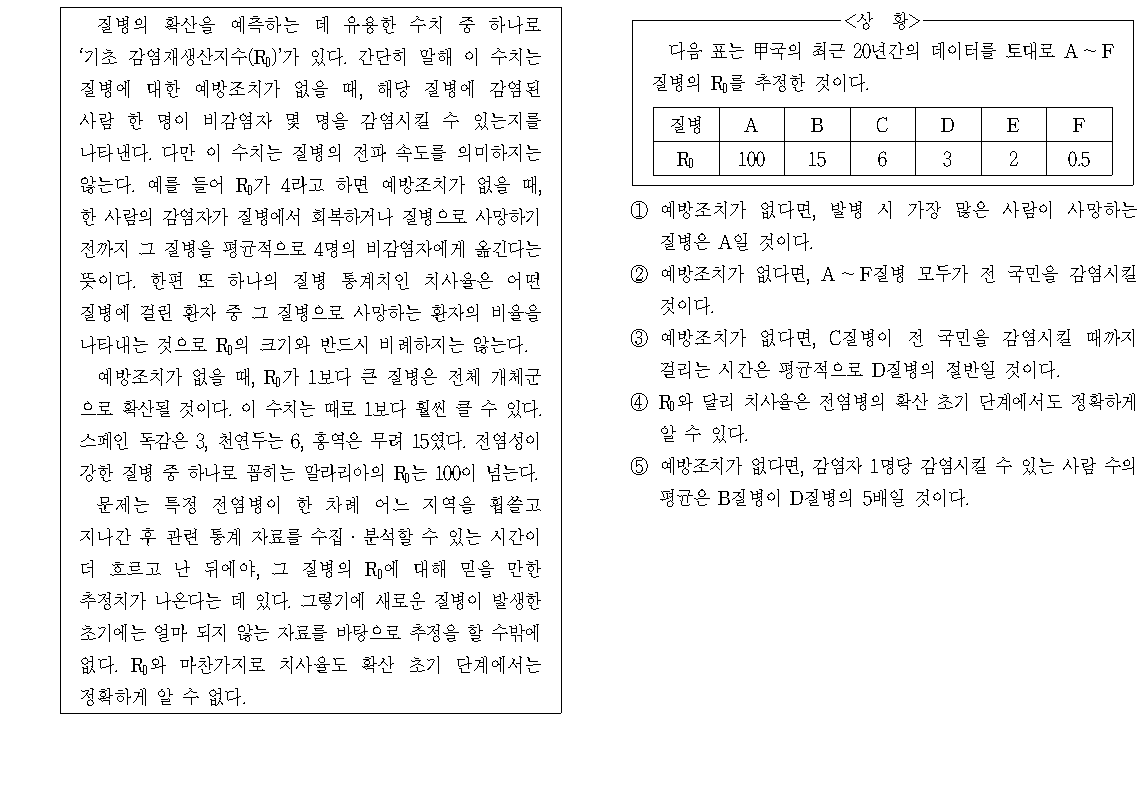 질병의 확산을 예측하는 데 유용한 수치 중 하나로
‘기초 감염재생산지수(R₀)’가 있다. 간단히 말해 이 수치는
질병에 대한 예방조치가 없을 때, 해당 질병에 감염된
사람 한 명이 비감염자 몇 명을 감염시킬 수 있는지를
나타낸다. 다만 이 수치는 질병의 전파 속도를 의미하지는
않는다. 예를 들어 R₀가 4라고 하면 예방조치가 없을 때,
한 사람의 감염자가 질병에서 회복하거나 질병으로 사망하기
전까지 그 질병을 평균적으로 4명의 비감염자에게 옮긴다는
뜻이다. 한편 또 하나의 질병 통계치인 치사율은 어떤
질병에 걸린 환자 중 그 질병으로 사망하는 환자의 비율을
나타내는 것으로 R₀의 크기와 반드시 비례하지는 않는다.
예방조치가 없을 때, R₀가 1보다 큰 질병은 전체 개체군
으로 확산될 것이다. 이 수치는 때로 1보다 훨씬 클 수 있다.
스페인 독감은 3, 천연두는 6, 홍역은 무려 15였다. 전염성이
강한 질병 중 하나로 꼽히는 말라리아의 R₀는 100이 넘는다.
문제는 특정 전염병이 한 차례 어느 지역을 휩쓸고
지나간 후 관련 통계 자료를 수집·분석할 수 있는 시간이
더 흐르고 난 뒤에야, 그 질병의 R₀에 대해 믿을 만한
추정치가 나온다는 데 있다. 그렇기에 새로운 질병이 발생한
초기에는 얼마 되지 않는 자료를 바탕으로 추정을 할 수밖에
없다. R₀와 마찬가지로 치사율도 확산 초기 단계에서는
정확하게 알 수 없다.
<상 황>
다음 표는 甲국의 최근 20년간의 데이터를 토대로 A ~ F
질병의 R₀를 추정한 것이다.
질병 A B C D E F
R₀ 100 15 6 3 2 0.5
① 예방조치가 없다면, 발병 시 가장 많은 사람이 사망하는
질병은 A일 것이다.
② 예방조치가 없다면, A ~ F질병 모두가 전 국민을 감염시킬
것이다.
③ 예방조치가 없다면, C질병이 전 국민을 감염시킬 때까지
걸리는 시간은 평균적으로 D질병의 절반일 것이다.
④ R₀와 달리 치사율은 전염병의 확산 초기 단계에서도 정확하게
알 수 있다.
⑤ 예방조치가 없다면, 감염자 1명당 감염시킬 수 있는 사람 수의
평균은 B질병이 D질병의 5배일 것이다.